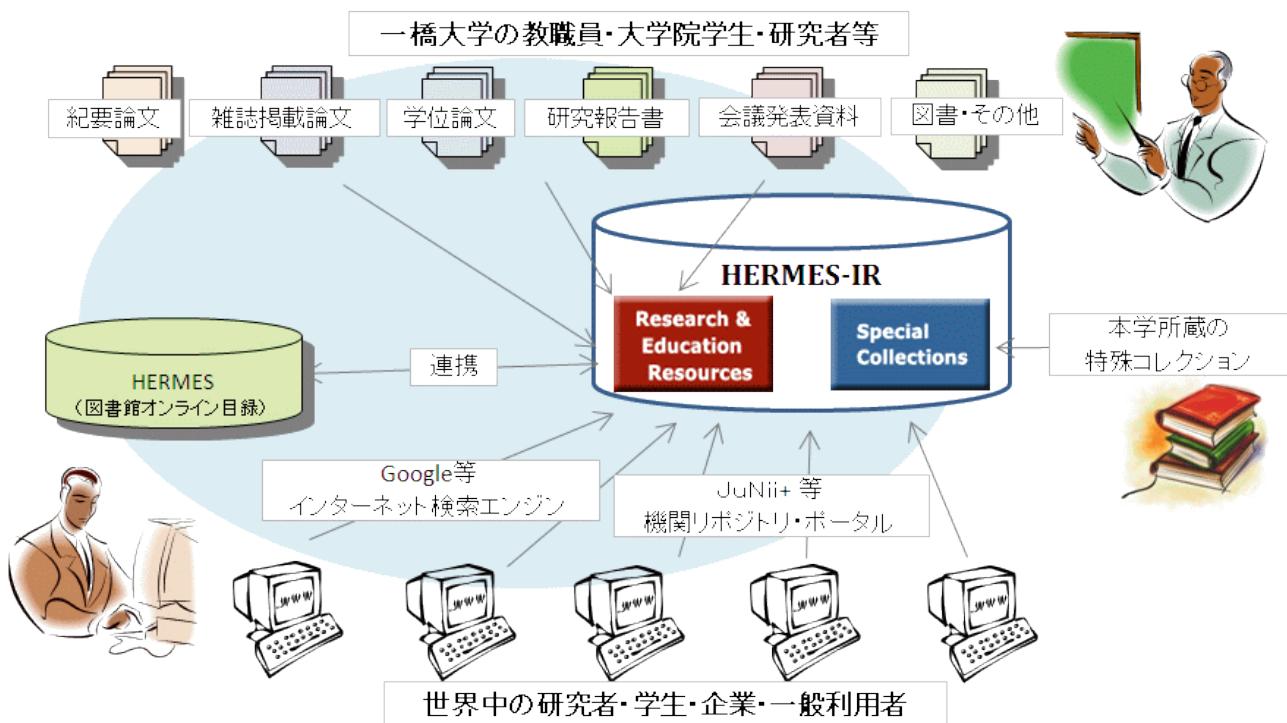 一橋大学の教職員・大学院学生・研究者等
紀要論文
雑誌掲載論文
学位論文
研究報告書
会議発表資料
図書・その他
HERMES-IR
Research &
Education
Resources
Special
Collections
本学所蔵の
特殊コレクション
連携
HERMES
（図書館オンライン目録）
Google等
インターネット検索エンジン
JuNii+ 等
機関リポジトリ・ポータル
WWW
WWW
WWW
WWW
WWW
世界中の研究者・学生・企業・一般利用者